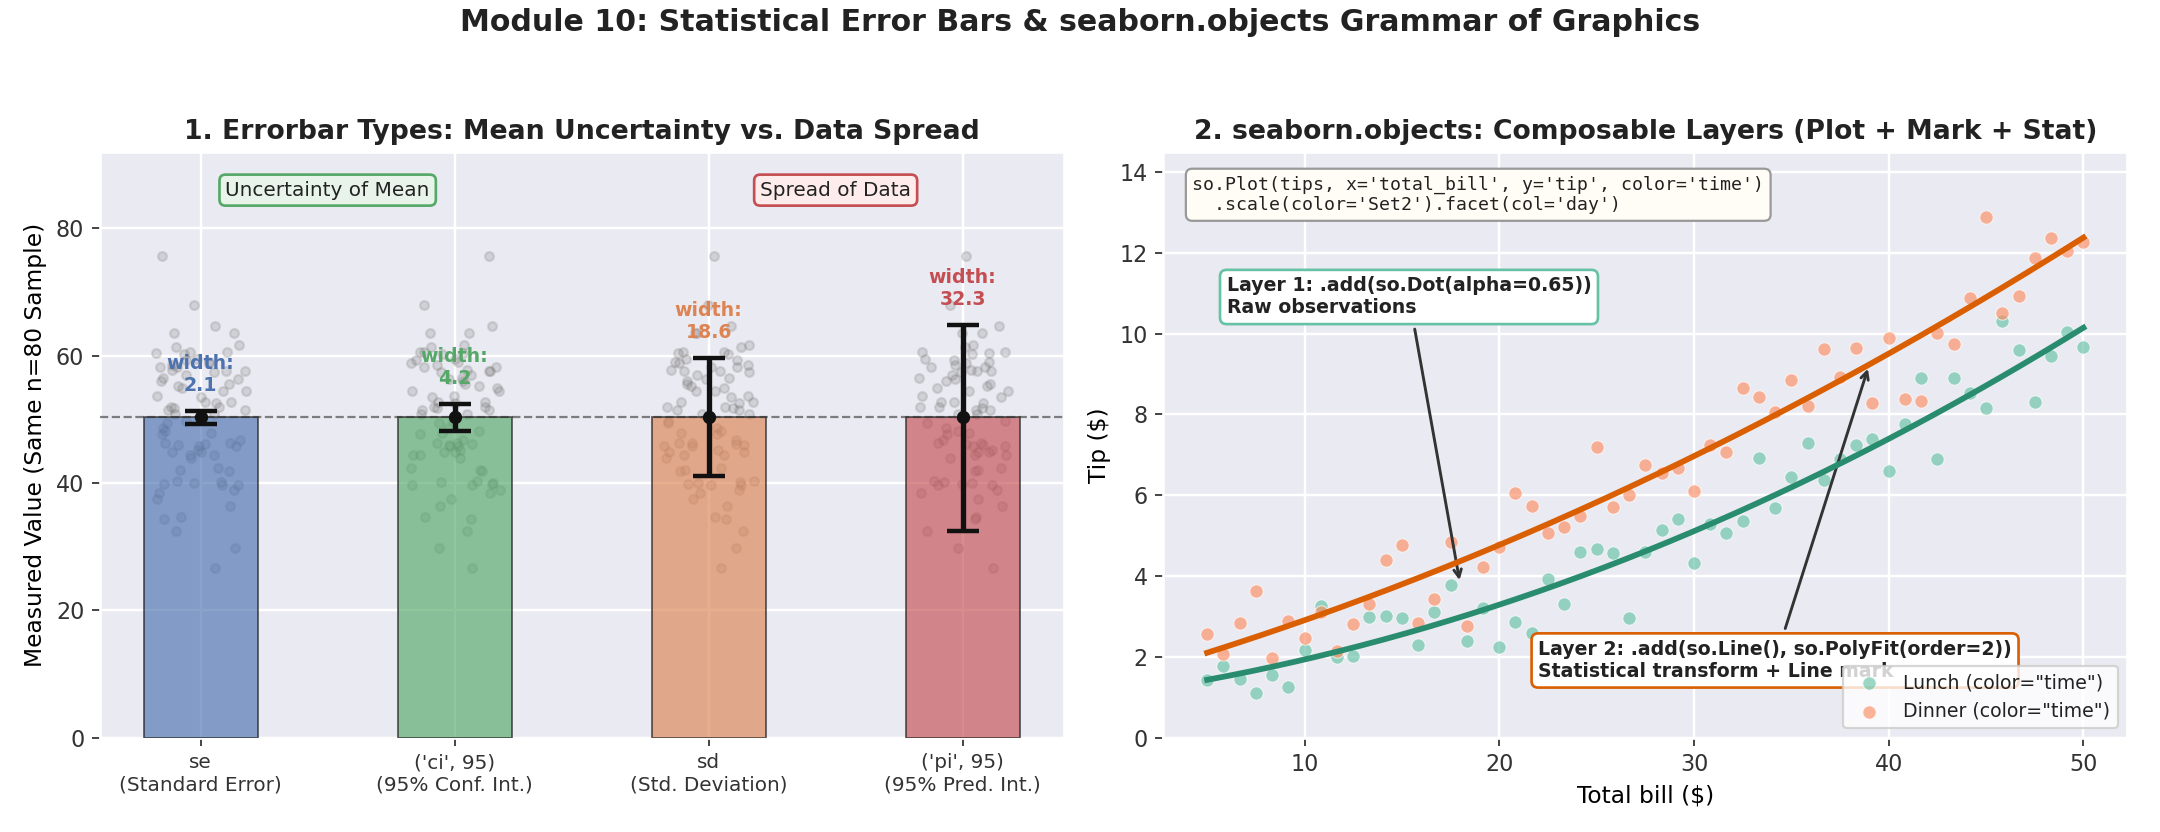 Module 10: Statistical Error Bars & seaborn.objects Grammar of Graphics
1. Errorbar Types: Mean Uncertainty vs. Data Spread
Measured Value (Same n=80 Sample)
80
60
40
20
0
Uncertainty of Mean
Spread of Data
width:
2.1
width:
4.2
width:
18.6
width:
32.3
se
(Standard Error)
('ci', 95)
(95% Conf. Int.)
sd
(Std. Deviation)
('pi', 95)
(95% Pred. Int.)
2. seaborn.objects: Composable Layers (Plot + Mark + Stat)
Tip ($)
14
12
10
8
6
4
2
0
so.Plot(tips, x='total_bill', y='tip', color='time')
.scale(color='Set2').facet(col='day')
Layer 1: .add(so.Dot(alpha=0.65))
Raw observations
Layer 2: .add(so.Line(), so.PolyFit(order=2))
Statistical transform + Line mark
Lunch (color="time")
Dinner (color="time")
10
20
30
40
50
Total bill ($)